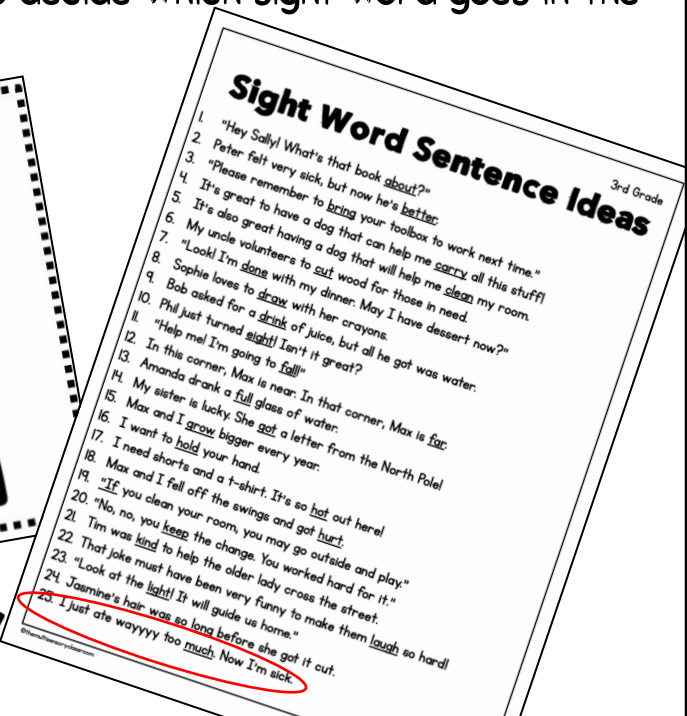 decide which sight word goes in the
3rd Grade
Sight Word Sentence Ideas
1. "Hey Sally! What's that book about?"
2. Peter felt very sick, but now he's better.
3. "Please remember to bring your toolbox to work next time."
4. It's great to have a dog that can help me carry all this stuff!
5. It's also great having a dog that will help me clean my room.
6. My uncle volunteers to cut wood for those in need.
7. "Look! I'm done with my dinner. May I have dessert now?"
8. Sophie loves to draw with her crayons.
9. Bob asked for a drink of juice, but all he got was water.
10. Phil just turned eight! Isn't it great?
11. "Help me! I'm going to fall!"
12. In this corner, Max is near. In that corner, Max is far.
13. Amanda drank a full glass of water.
14. My sister is lucky. She got a letter from the North Pole!
15. Max and I grow bigger every year.
16. I want to hold your hand.
17. I need shorts and a t-shirt. It's so hot out here!
18. Max and I fell off the swings and got hurt.
19. "If you clean your room, you may go outside and play."
20. "No, no, you keep the change. You worked hard for it."
21. Tim was kind to help the older lady cross the street.
22. That joke must have been very funny to make them laugh so hard!
23. "Look at the light! It will guide us home."
24. Jasmine's hair was so long before she got it cut.
25. I just ate wayyyy too much. Now I'm sick.